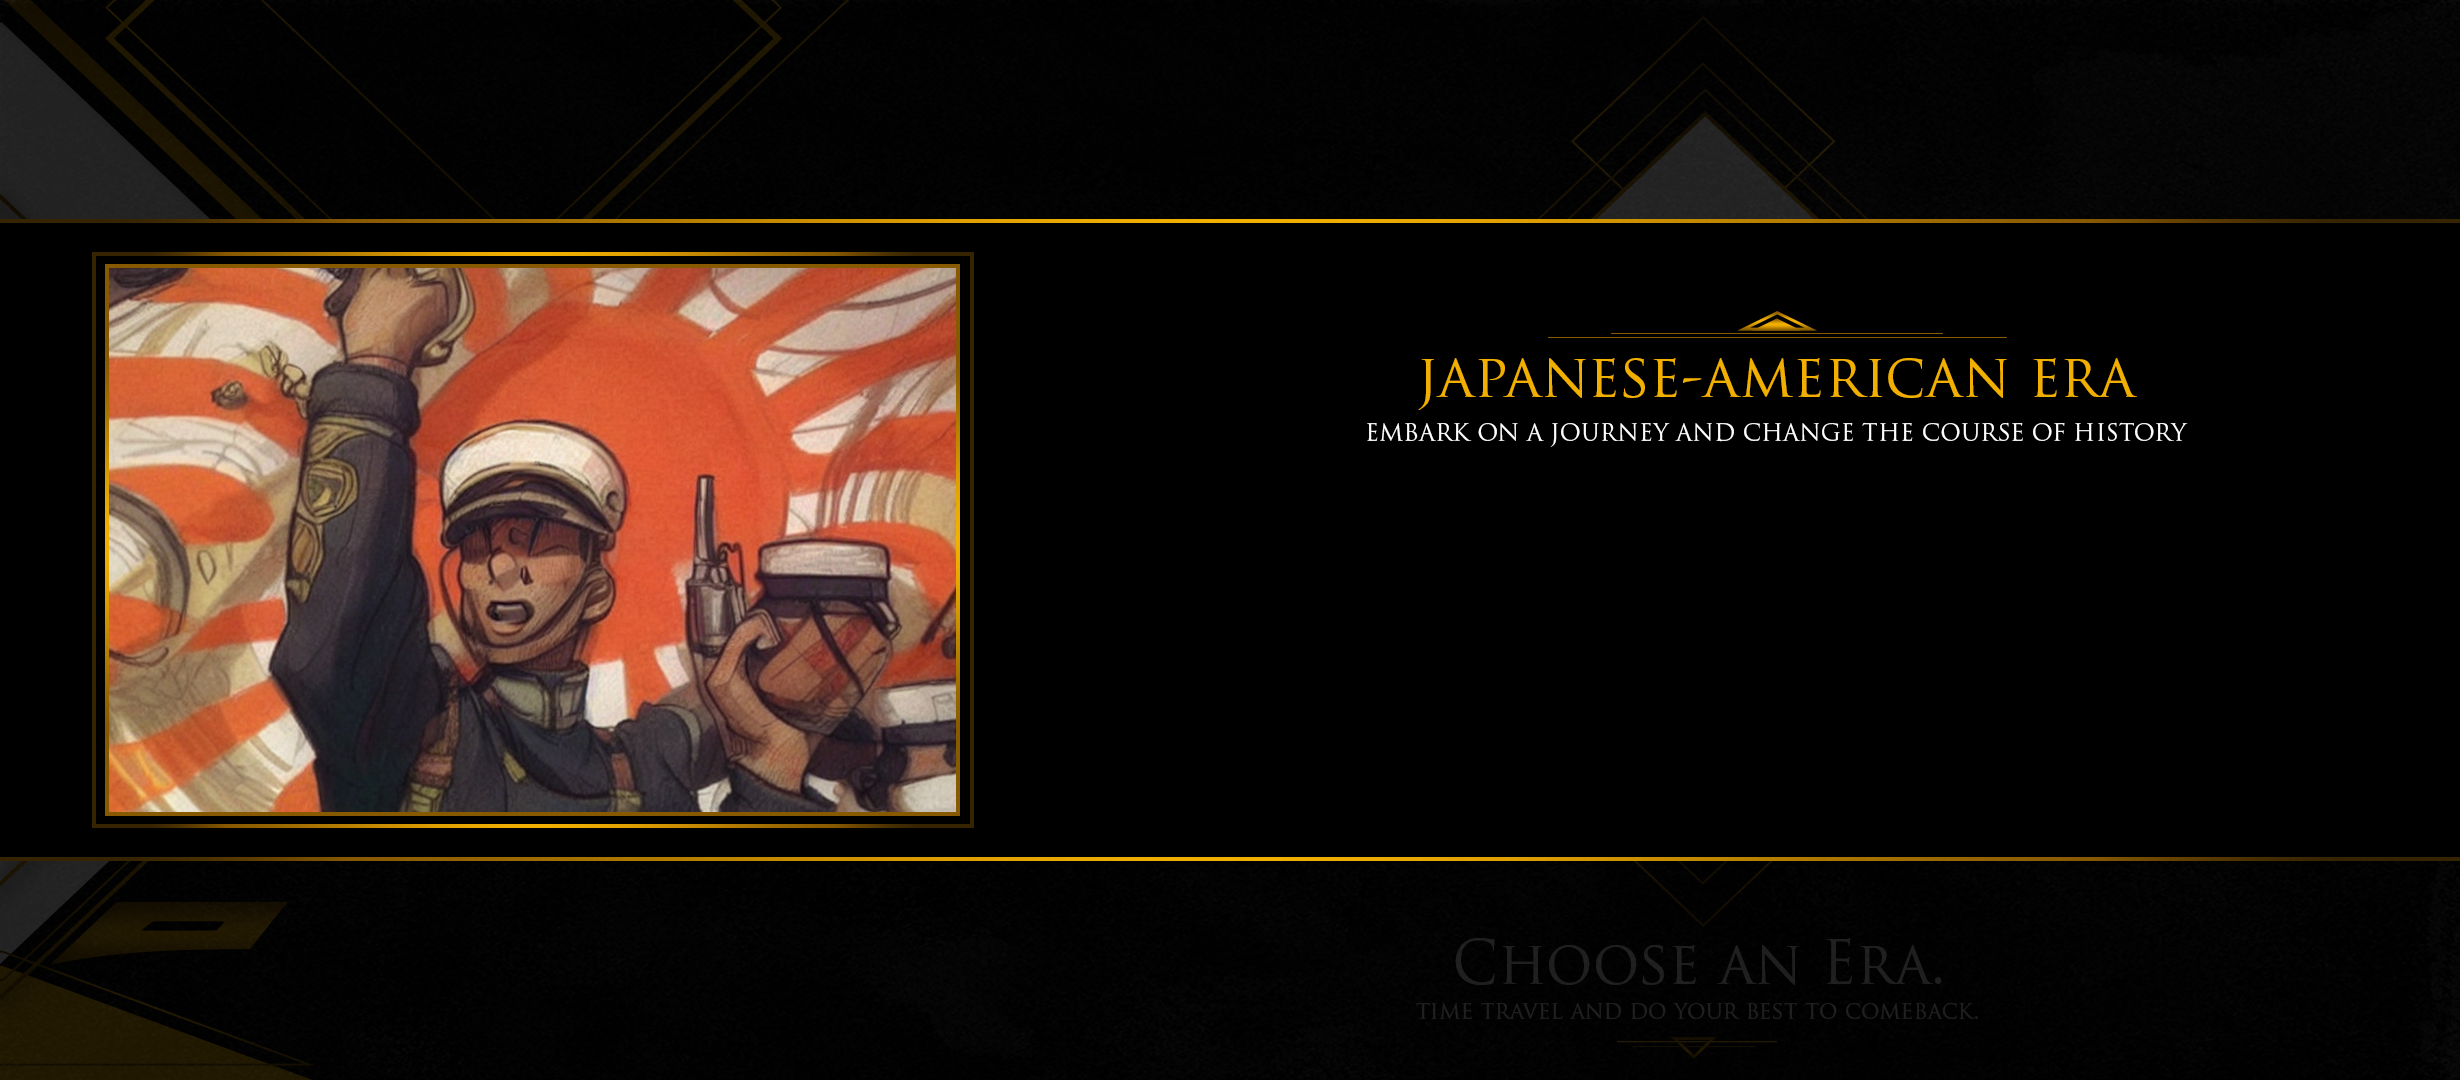 JAPANESE-AMERICAN ERA
EMBARK ON A JOURNEY AND CHANGE THE COURSE OF HISTORY
CHOOSE AN ERA.
TIME TRAVEL AND DO YOUR BEST TO COMEBACK.